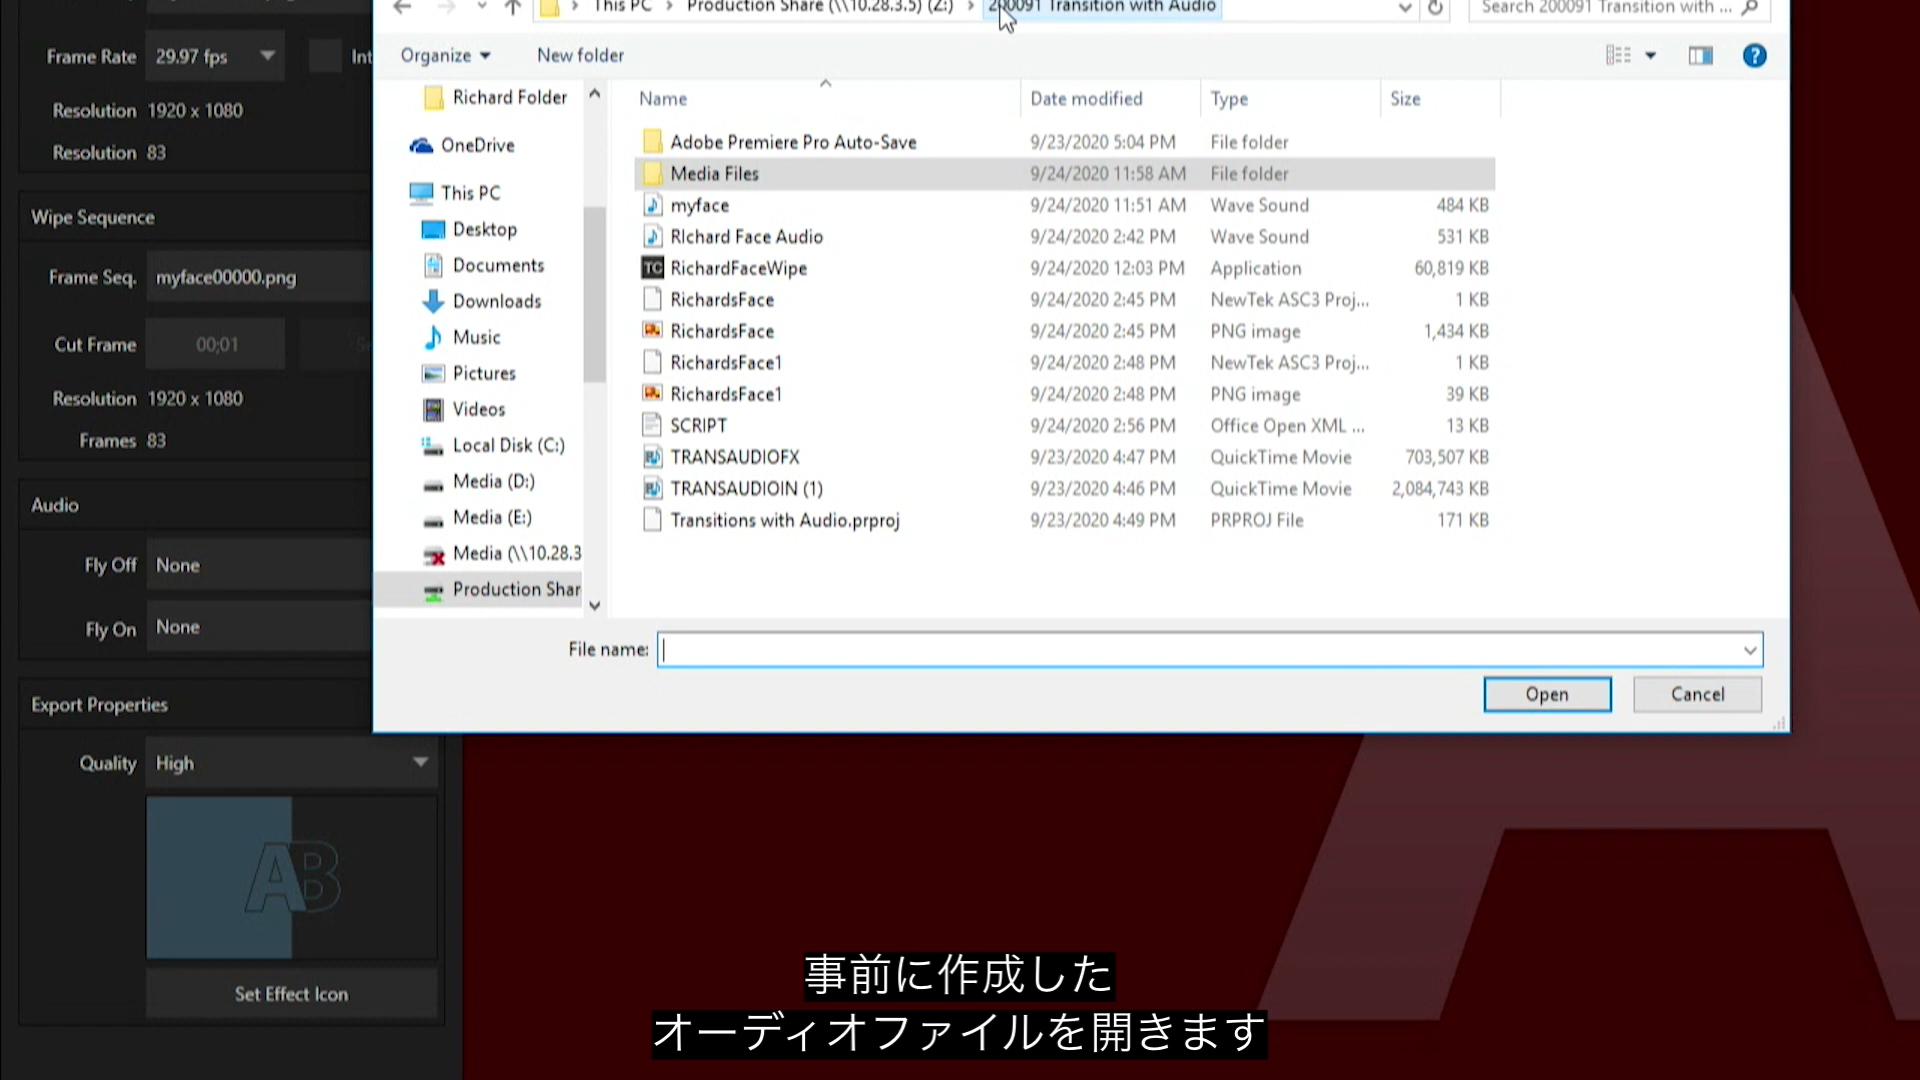 This PC > Production Share (\\10.28.3.5) (Z:) > 200091 Transition with Audio
Search 200091 Transition with ...
Organize
New folder
Frame Rate 29.97 fps Int
Resolution 1920 x 1080
Resolution 83
Wipe Sequence
Frame Seq. myface00000.png
Cut Frame 00;01
Resolution 1920 x 1080
Frames 83
Audio
Fly Off None
Fly On None
Export Properties
Quality High
AB
Set Effect Icon
Richard Folder
OneDrive
This PC
Desktop
Documents
Downloads
Music
Pictures
Videos
Local Disk (C:)
Media (D:)
Media (E:)
Media (\\10.28.3
Production Shar
Name Date modified Type Size
Adobe Premiere Pro Auto-Save 9/23/2020 5:04 PM File folder
Media Files 9/24/2020 11:58 AM File folder
myface 9/24/2020 11:51 AM Wave Sound 484 KB
RIchard Face Audio 9/24/2020 2:42 PM Wave Sound 531 KB
TC RichardFaceWipe 9/24/2020 12:03 PM Application 60,819 KB
RichardsFace 9/24/2020 2:45 PM NewTek ASC3 Proj... 1 KB
RichardsFace 9/24/2020 2:45 PM PNG image 1,434 KB
RichardsFace1 9/24/2020 2:48 PM NewTek ASC3 Proj... 1 KB
RichardsFace1 9/24/2020 2:48 PM PNG image 39 KB
SCRIPT 9/24/2020 2:56 PM Office Open XML ... 13 KB
TRANSAUDIOFX 9/23/2020 4:47 PM QuickTime Movie 703,507 KB
TRANSAUDIOIN (1) 9/23/2020 4:46 PM QuickTime Movie 2,084,743 KB
Transitions with Audio.prproj 9/23/2020 4:49 PM PRPROJ File 171 KB
File name:
Open
Cancel
事前に作成した
オーディオファイルを開きます